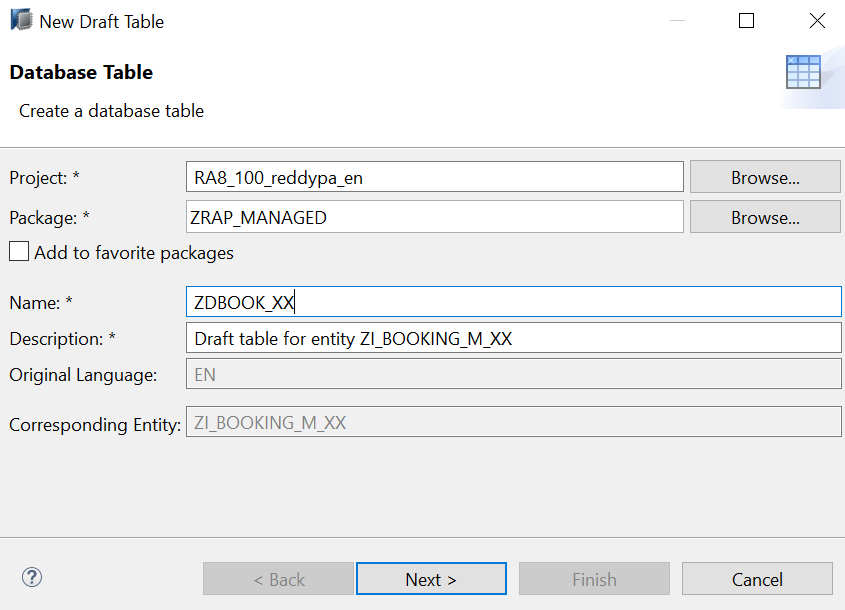 New Draft Table
Database Table
Create a database table
Project: * RA8_100_reddypa_en Browse...
Package: * ZRAP_MANAGED Browse...
Add to favorite packages
Name: * ZDBOOK_XX
Description: * Draft table for entity ZI_BOOKING_M_XX
Original Language: EN
Corresponding Entity: ZI_BOOKING_M_XX
? < Back Next > Finish Cancel